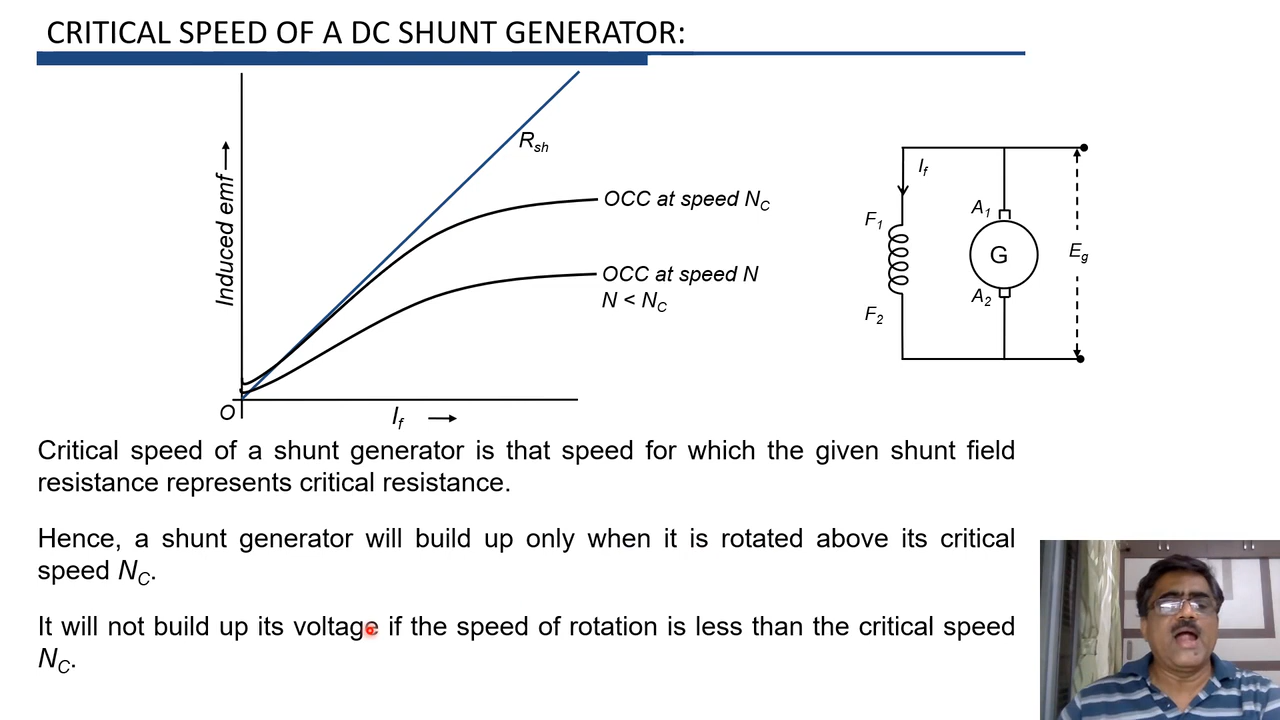 CRITICAL SPEED OF A DC SHUNT GENERATOR:
Induced emf
R_sh
OCC at speed N_C
OCC at speed N
N < N_C
O
I_f
I_f
F_1
F_2
A_1
G
A_2
E_g
Critical speed of a shunt generator is that speed for which the given shunt field
resistance represents critical resistance.
Hence, a shunt generator will build up only when it is rotated above its critical
speed N_C.
It will not build up its voltage if the speed of rotation is less than the critical speed
N_C.